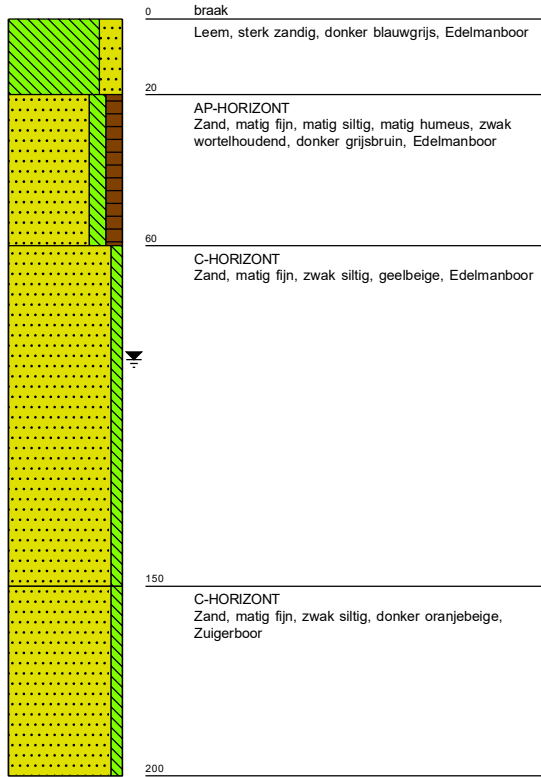 0 braak
Leem, sterk zandig, donker blauwgrijs, Edelmanboor
20
AP-HORIZONT
Zand, matig fijn, matig siltig, matig humeus, zwak
wortelhoudend, donker grijsbruin, Edelmanboor
60
C-HORIZONT
Zand, matig fijn, zwak siltig, geelbeige, Edelmanboor
150
C-HORIZONT
Zand, matig fijn, zwak siltig, donker oranjebeige,
Zuigerboor
200